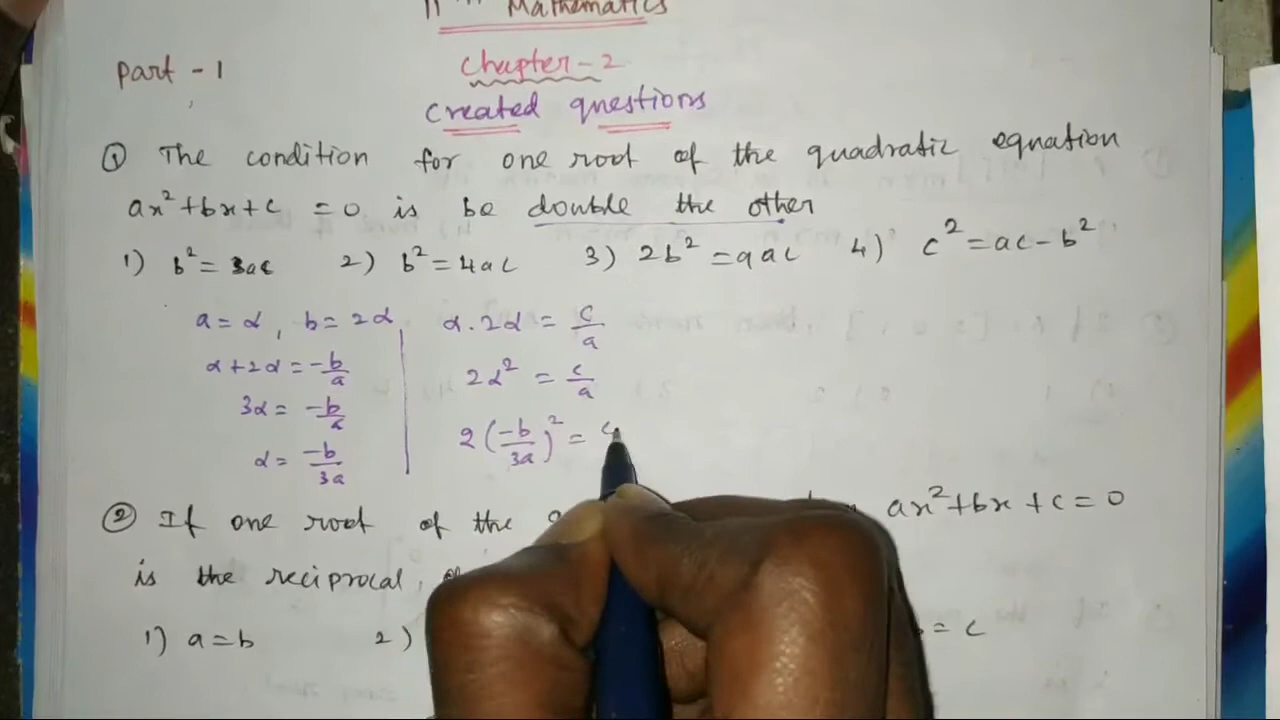 11th Mathematics
Part - 1
Chapter - 2
Created questions
① The condition for one root of the quadratic equation
ax² + bx + c = 0 is be double the other
1) b² = 3ac 2) b² = 4ac 3) 2b² = 9ac 4) c² = ac - b²
a = α, b = 2α
α + 2α = -b/a
3α = -b/a
α = -b/3a
α . 2α = c/a
2α² = c/a
2(-b/3a)² = c
② If one root of the ax² + bx + c = 0
is the reciprocal
1) a = b 2) = c